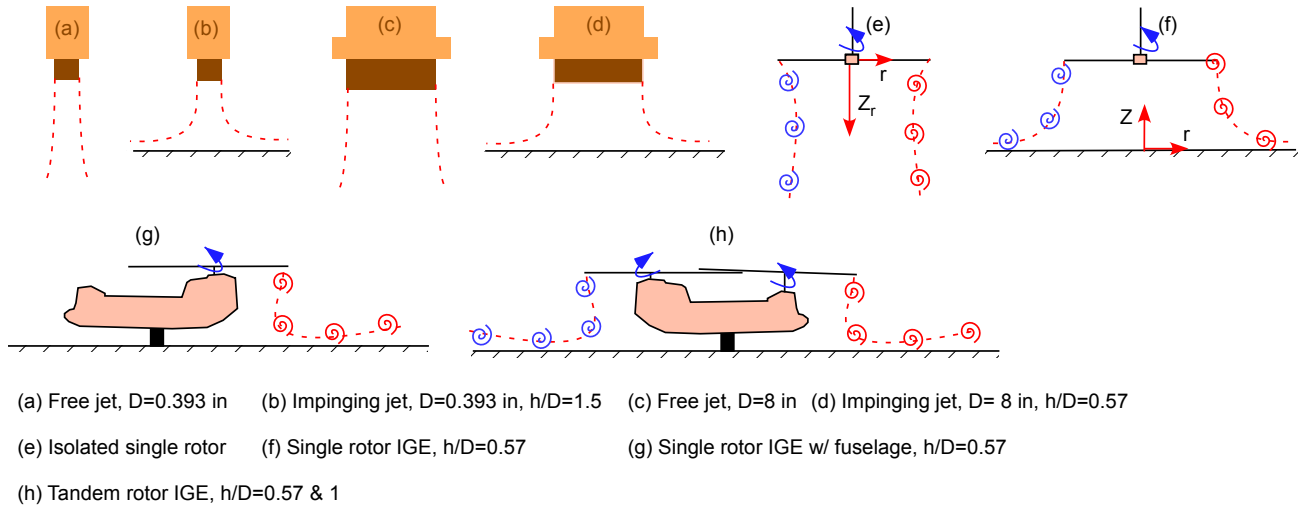 (a)
(b)
(c)
(d)
(e)
r
Zr
(f)
Z
r
(g)
(h)
(a) Free jet, D=0.393 in (b) Impinging jet, D=0.393 in, h/D=1.5 (c) Free jet, D=8 in (d) Impinging jet, D= 8 in, h/D=0.57
(e) Isolated single rotor (f) Single rotor IGE, h/D=0.57 (g) Single rotor IGE w/ fuselage, h/D=0.57
(h) Tandem rotor IGE, h/D=0.57 & 1